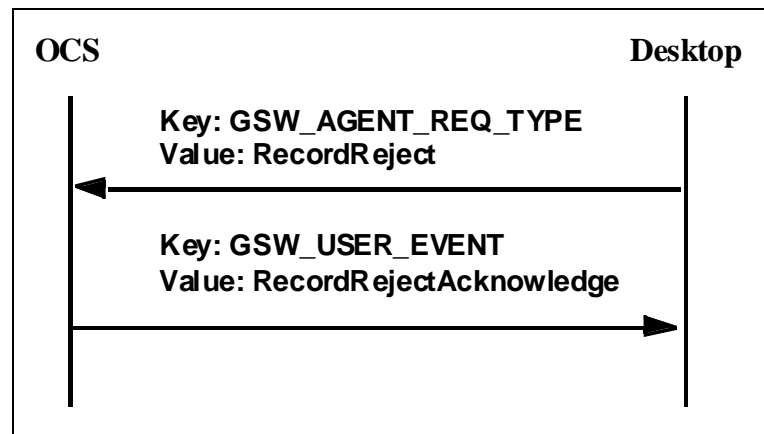 OCS
Desktop
Key: GSW_AGENT_REQ_TYPE
Value: RecordReject
Key: GSW_USER_EVENT
Value: RecordRejectAcknowledge